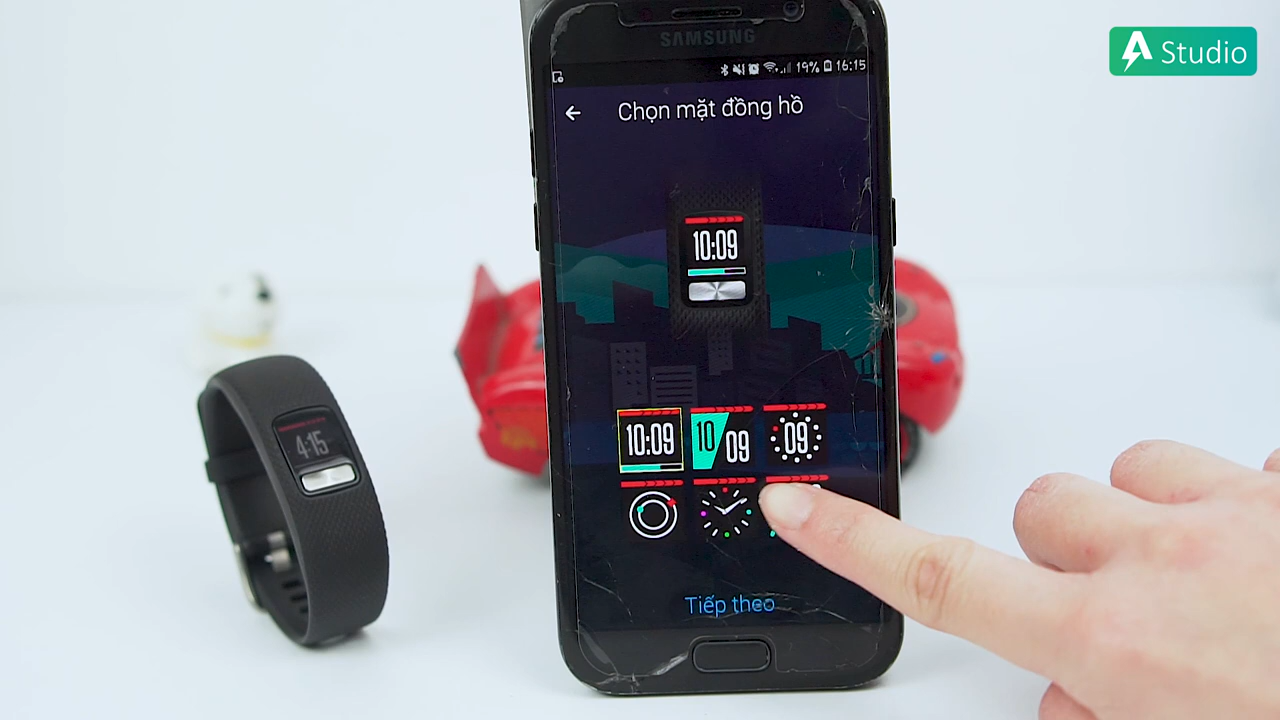 Studio
SAMSUNG
19% 16:15
Chọn mặt đồng hồ
10:09
10:09
10
09
09
4:15
Tiếp theo